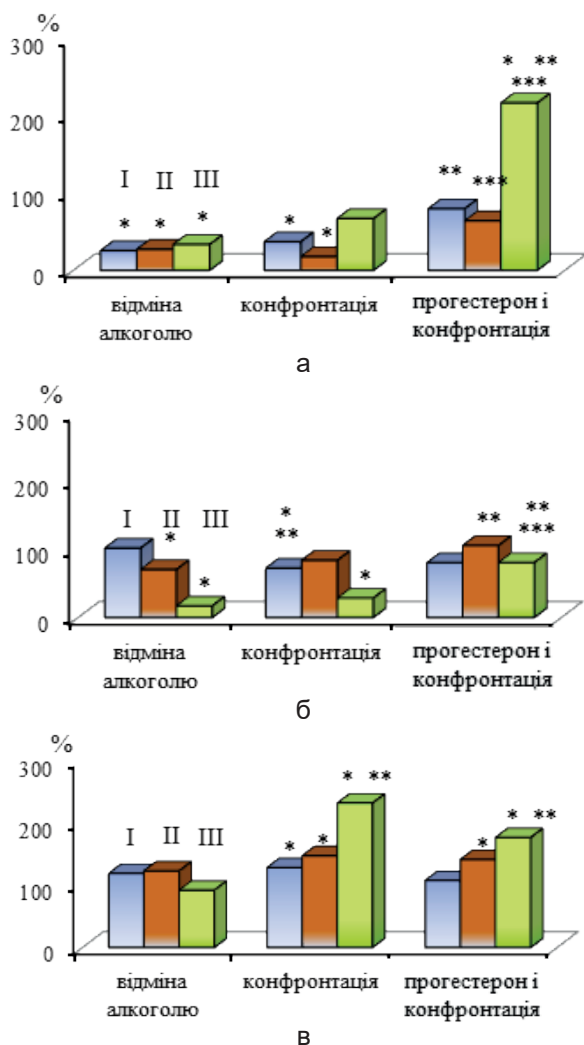 %
300
* **
***
200
** ***
I II III
100
* * * * *
0
відміна алкоголю
конфронтація
прогестерон і конфронтація
а
%
300
200
* **
I II III ** ** ***
* *
100
* *
0
відміна алкоголю
конфронтація
прогестерон і конфронтація
б
%
300
* ** * **
200
I II III * * *
100
0
відміна алкоголю
конфронтація
прогестерон і конфронтація
в